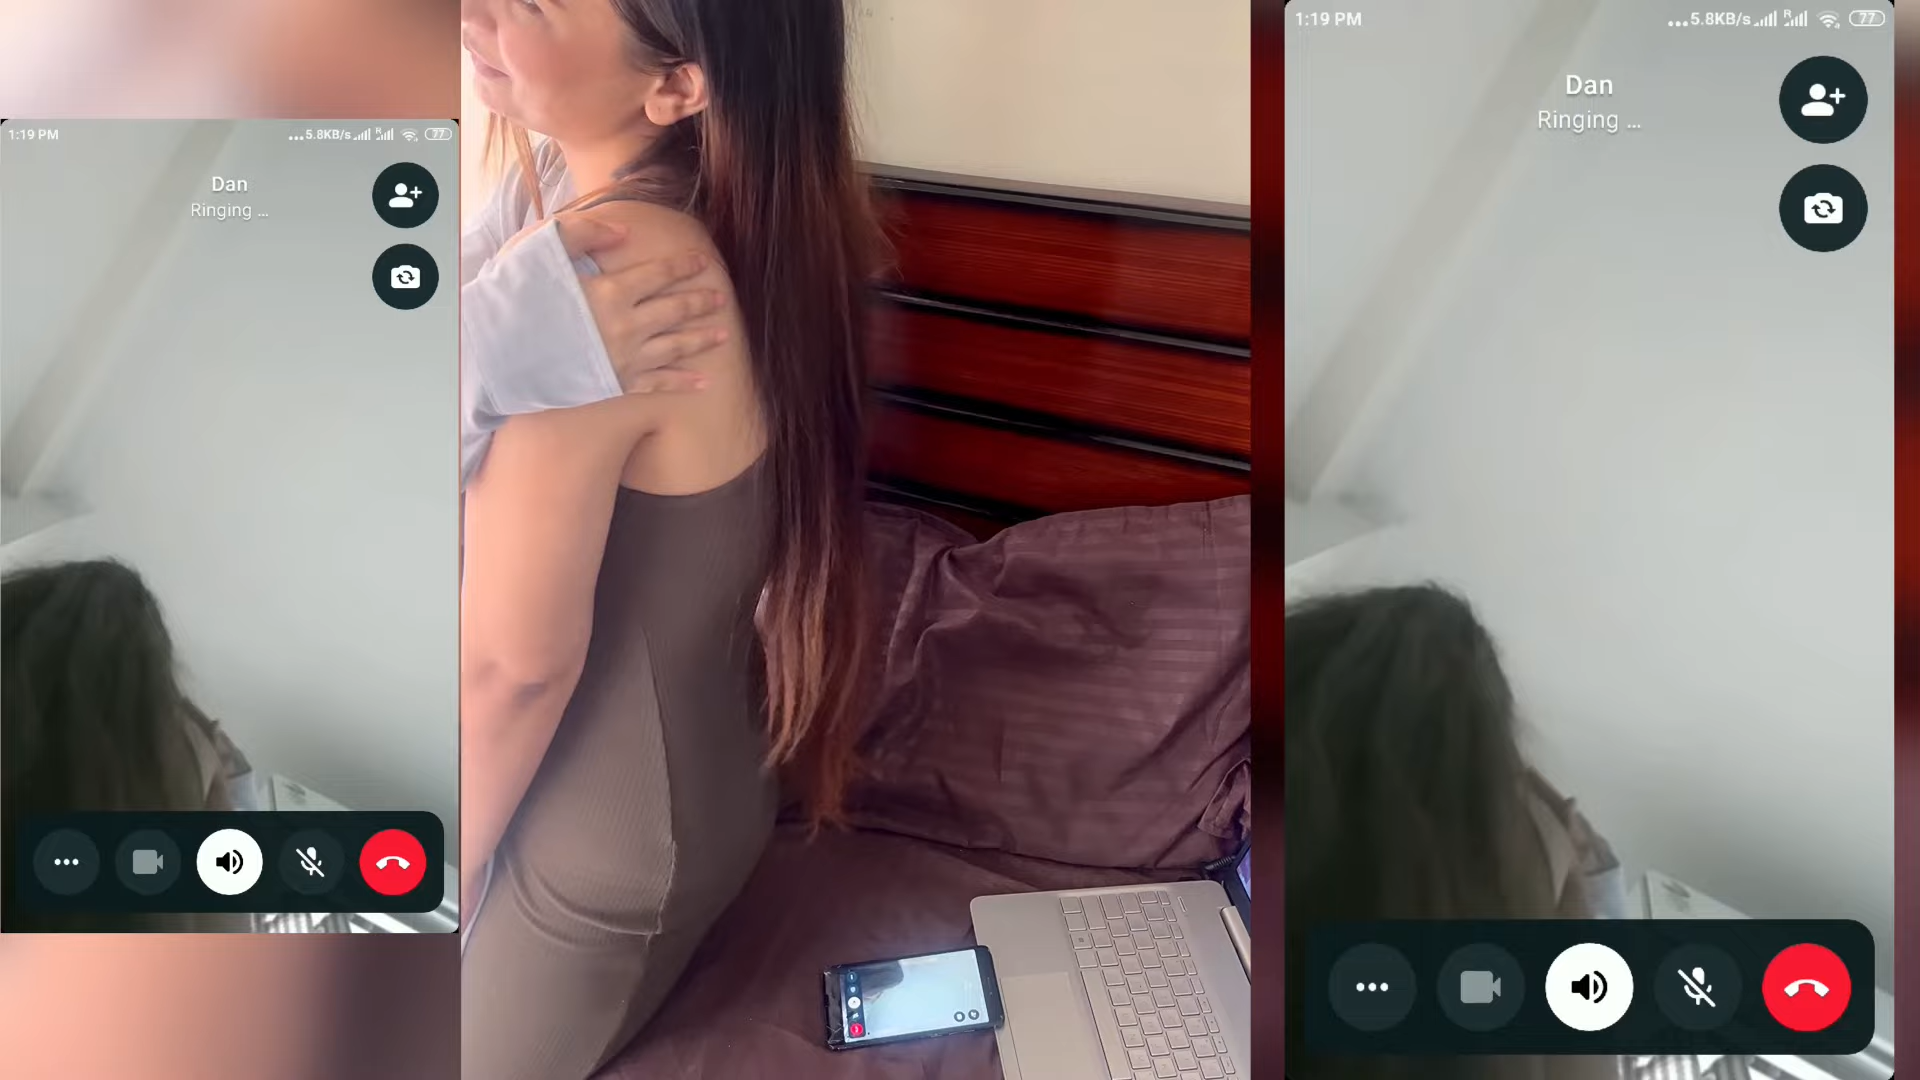 1:19 PM
...5.8KB/s R 77
Dan
Ringing ...
1:19 PM
...5.8KB/s R 77
Dan
Ringing ...